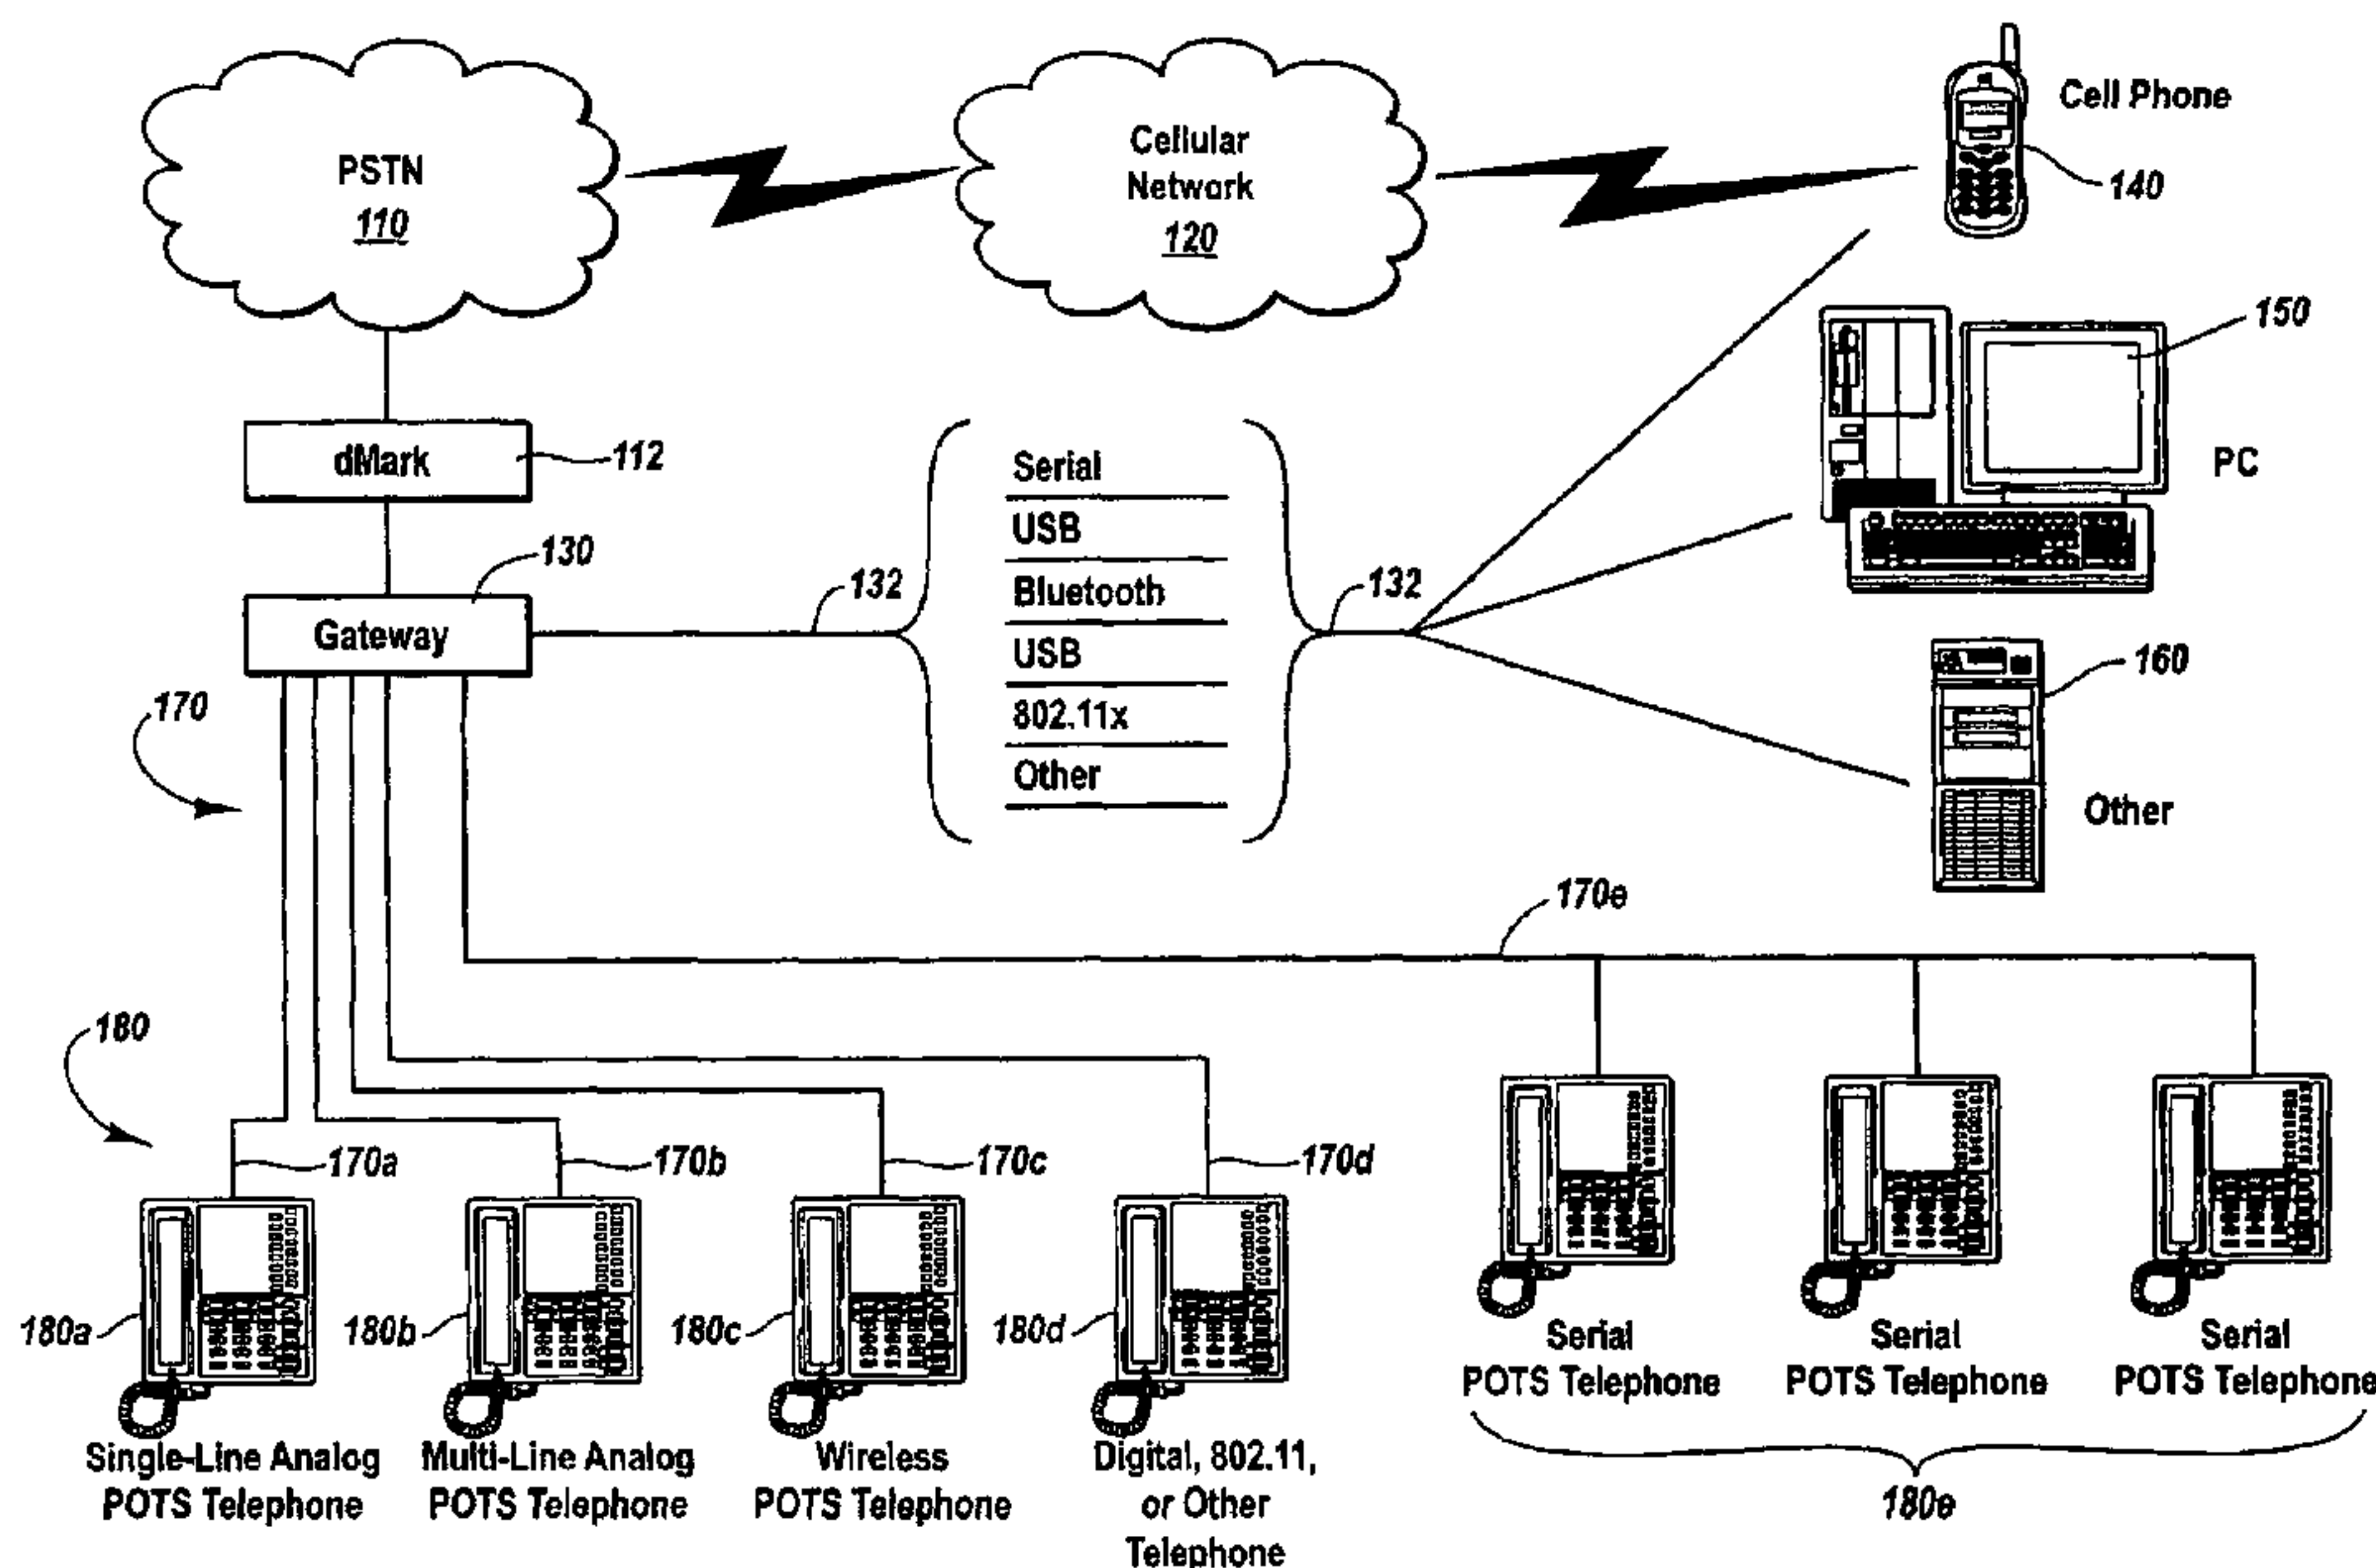 PSTN
110
Cellular
Network
120
Cell Phone
140
150
PC
dMark
112
130
Gateway
132
Serial
USB
Bluetooth
USB
802.11x
Other
132
160
Other
170
170e
180
170a
170b
170c
170d
180a
180b
180c
180d
Serial
POTS Telephone
Serial
POTS Telephone
Serial
POTS Telephone
Single-Line Analog
POTS Telephone
Multi-Line Analog
POTS Telephone
Wireless
POTS Telephone
Digital, 802.11,
or Other
Telephone
180e